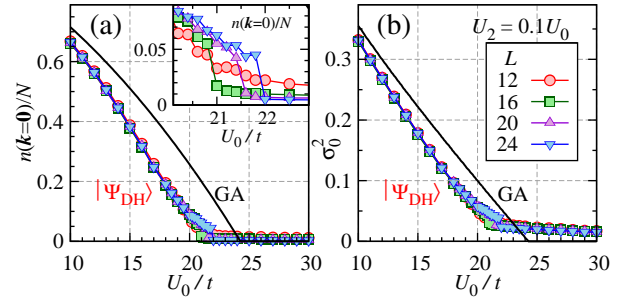 (a)
n(k=0)/N
0.05
0
21
22
U₀ / t
n(k=0)/N
0.6
0.4
0.2
0
|Ψ_DH⟩
GA
10
15
20
25
30
U₀ / t
(b)
U₂ = 0.1U₀
L
12
16
20
24
σ₀²
0.3
0.2
0.1
0
|Ψ_DH⟩
GA
10
15
20
25
30
U₀ / t